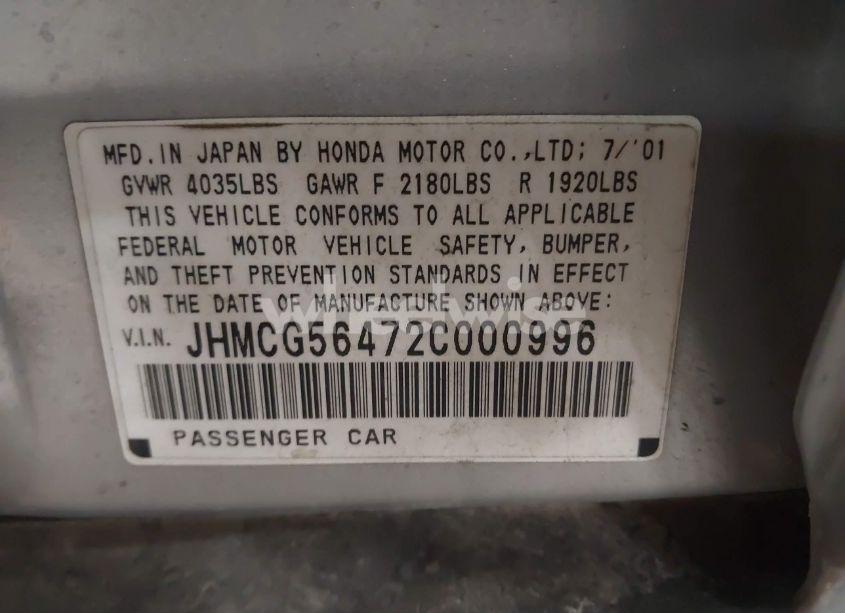 MFD.IN JAPAN BY HONDA MOTOR CO.,LTD; 7/'01
GVWR 4035LBS GAWR F 2180LBS R 1920LBS
THIS VEHICLE CONFORMS TO ALL APPLICABLE
FEDERAL MOTOR VEHICLE SAFETY, BUMPER,
AND THEFT PREVENTION STANDARDS IN EFFECT
ON THE DATE OF MANUFACTURE SHOWN ABOVE:
wheelwise
V.I.N. JHMCG56472C000996
PASSENGER CAR